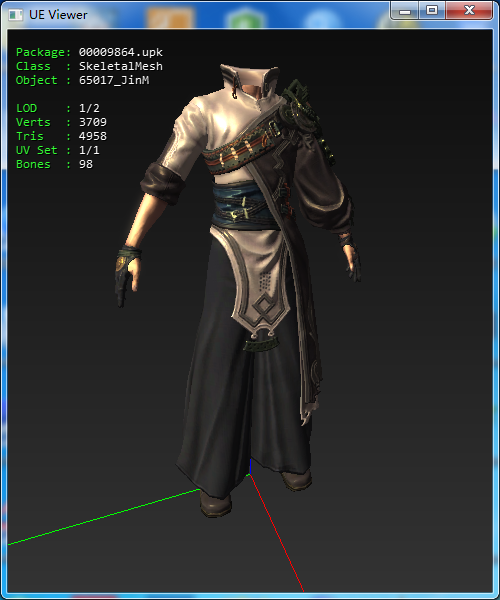 UE Viewer
Package: 00009864.upk
Class : SkeletalMesh
Object : 65017_JinM
LOD : 1/2
Verts : 3709
Tris : 4958
UV Set : 1/1
Bones : 98